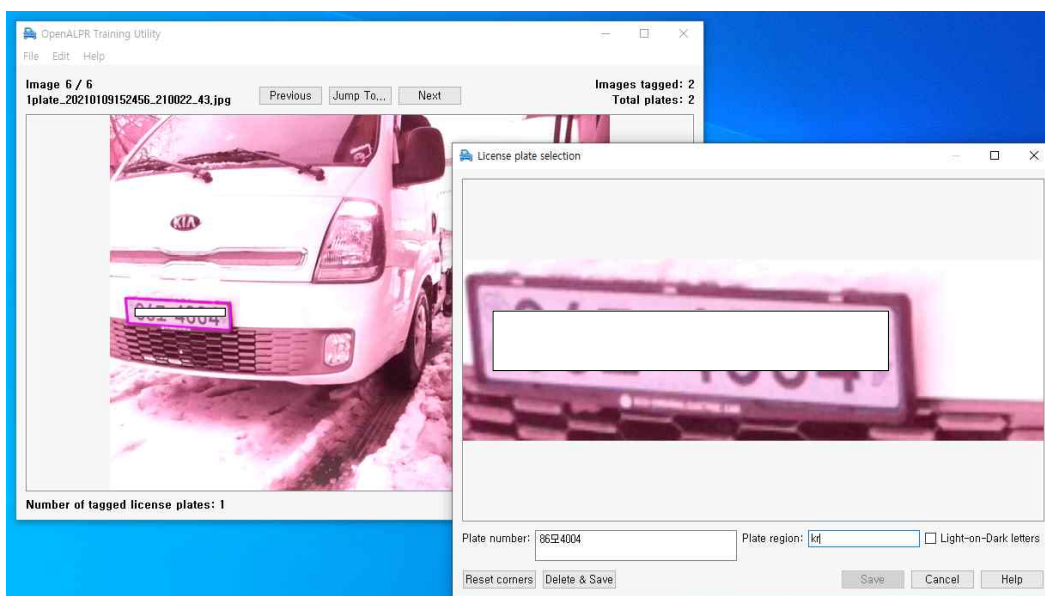 OpenALPR Training Utility
File Edit Help
Image 6 / 6
1plate_20210109152456_210022_43.jpg
Previous
Jump To...
Next
Images tagged: 2
Total plates: 2
KIA
Number of tagged license plates: 1
License plate selection
Plate number: 86모4004
Plate region: kr
Light-on-Dark letters
Reset corners
Delete & Save
Save
Cancel
Help